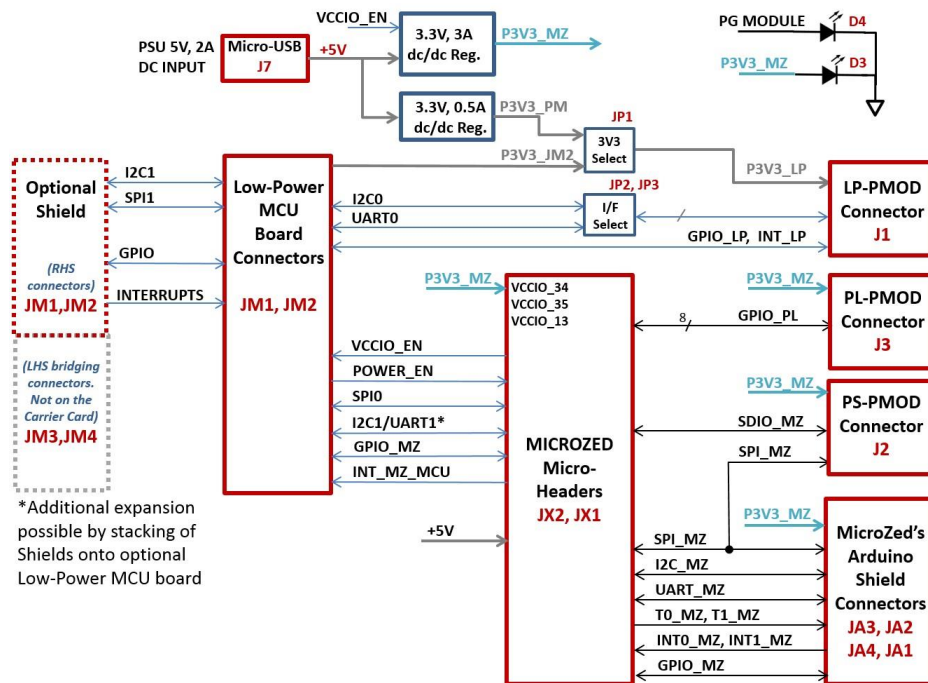 VCCIO_EN
PG MODULE
D4
PSU 5V, 2A
DC INPUT
Micro-USB
J7
+5V
3.3V, 3A
dc/dc Reg.
P3V3_MZ
P3V3_MZ
D3
3.3V, 0.5A
dc/dc Reg.
P3V3_PM
JP1
3V3
Select
P3V3_JM2
P3V3_LP
Optional
Shield
(RHS
connectors)
JM1,JM2
I2C1
SPI1
GPIO
INTERRUPTS
Low-Power
MCU
Board
Connectors
JM1, JM2
I2C0
UART0
JP2, JP3
I/F
Select
GPIO_LP, INT_LP
LP-PMOD
Connector
J1
(LHS bridging
connectors.
Not on the
Carrier Card)
JM3,JM4
P3V3_MZ
VCCIO_34
VCCIO_35
VCCIO_13
8
GPIO_PL
P3V3_MZ
PL-PMOD
Connector
J3
VCCIO_EN
POWER_EN
SPI0
I2C1/UART1*
GPIO_MZ
INT_MZ_MCU
+5V
MICROZED
Micro-
Headers
JX2, JX1
P3V3_MZ
SDIO_MZ
SPI_MZ
PS-PMOD
Connector
J2
*Additional expansion
possible by stacking of
Shields onto optional
Low-Power MCU board
P3V3_MZ
SPI_MZ
I2C_MZ
UART_MZ
T0_MZ, T1_MZ
INT0_MZ, INT1_MZ
GPIO_MZ
MicroZed's
Arduino
Shield
Connectors
JA3, JA2
JA4, JA1